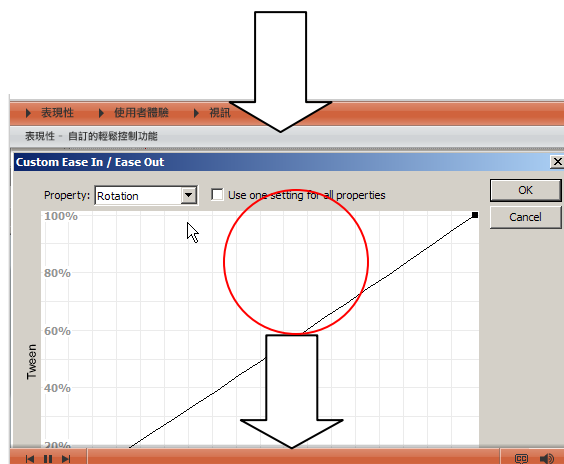 表現性 使用者體驗 視訊
表現性 - 自訂的輕鬆控制功能
Custom Ease In / Ease Out
Property: Rotation Use one setting for all properties OK
Cancel
100%
80%
60%
Tween
40%
20%
CC